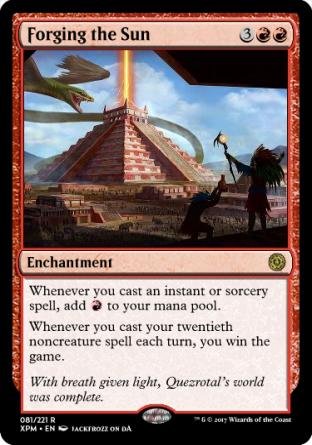 Forging the Sun 3
Enchantment
Whenever you cast an instant or sorcery
spell, add to your mana pool.
Whenever you cast your twentieth
noncreature spell each turn, you win the
game.
With breath given light, Quezrotal's world
was complete.
081/221 R
XPM • EN JACKFROZZ ON DA
™ & © 2017 Wizards of the Coast